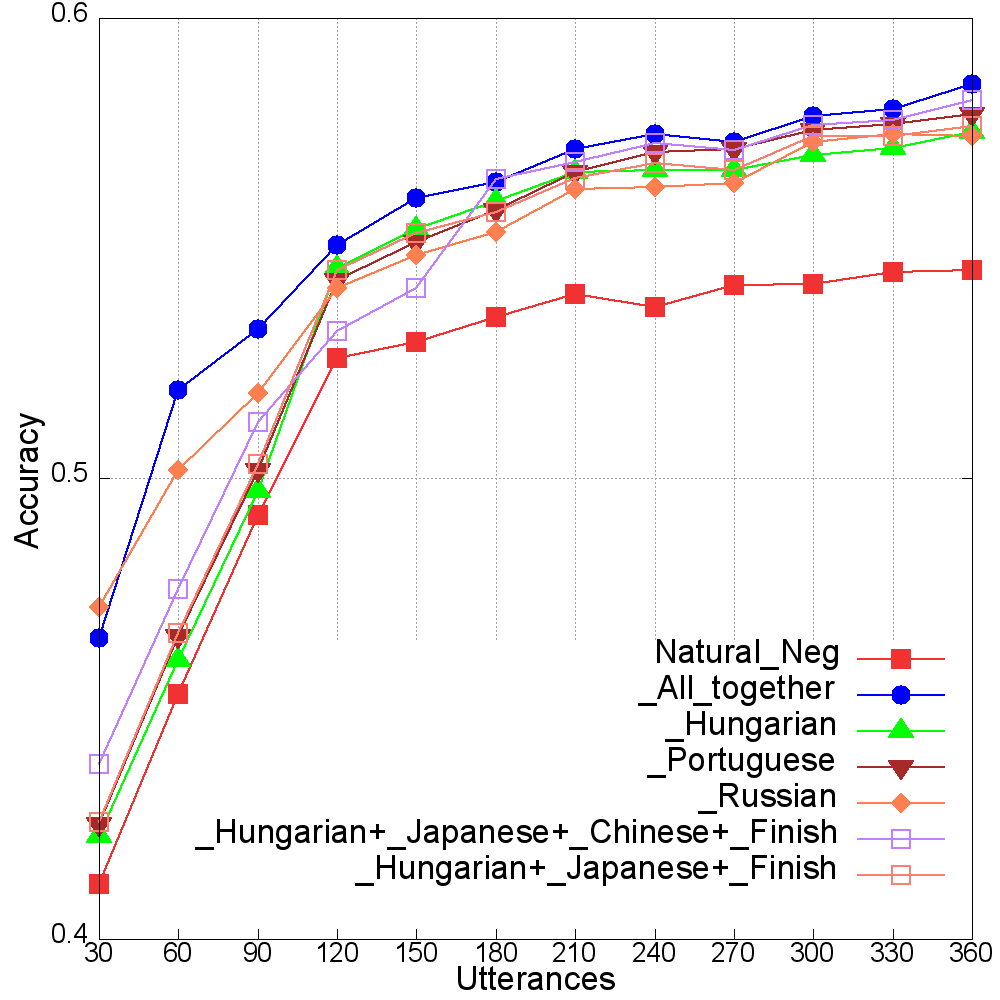 0.6
0.5
0.4
Accuracy
Natural_Neg
_All_together
_Hungarian
_Portuguese
_Russian
_Hungarian+_Japanese+_Chinese+_Finish
_Hungarian+_Japanese+_Finish
30 60 90 120 150 180 210 240 270 300 330 360
Utterances